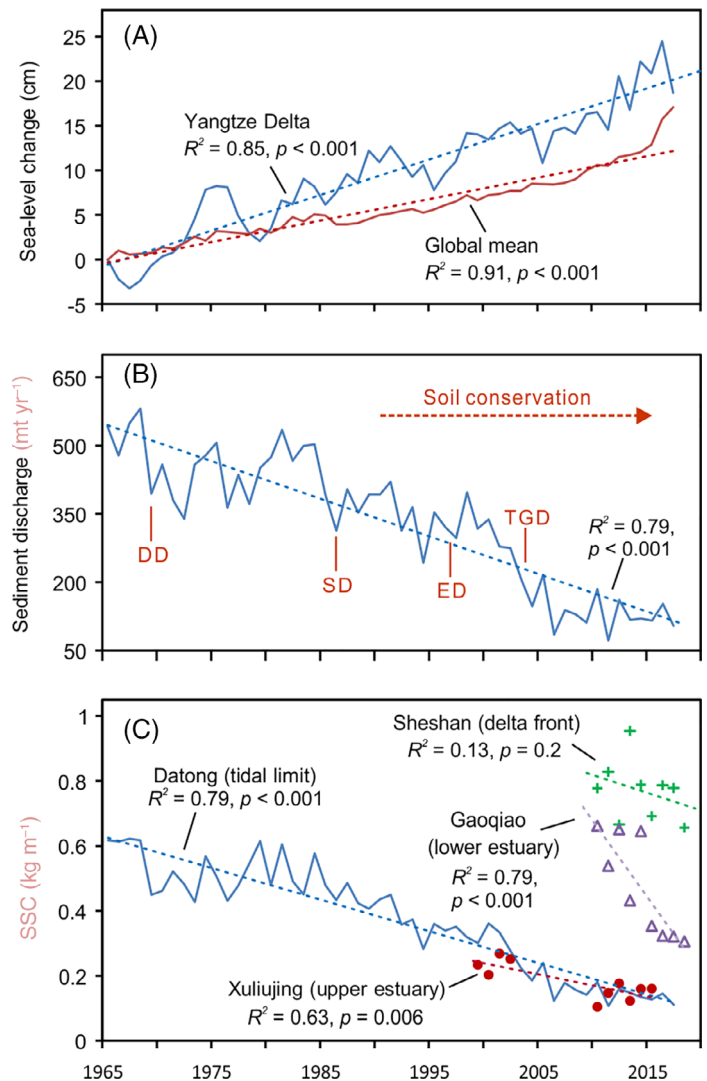 (A)
25
20
15
10
5
0
-5
Sea-level change (cm)
Yangtze Delta
R² = 0.85, p < 0.001
Global mean
R² = 0.91, p < 0.001
(B)
650
500
350
200
50
Sediment discharge (mt yr⁻¹)
Soil conservation
DD
SD
ED
TGD
R² = 0.79,
p < 0.001
(C)
1
0.8
0.6
0.4
0.2
0
SSC (kg m⁻¹)
Sheshan (delta front)
R² = 0.13, p = 0.2
Datong (tidal limit)
R² = 0.79, p < 0.001
Gaoqiao
(lower estuary)
R² = 0.79,
p < 0.001
Xuliujing (upper estuary)
R² = 0.63, p = 0.006
1965 1975 1985 1995 2005 2015